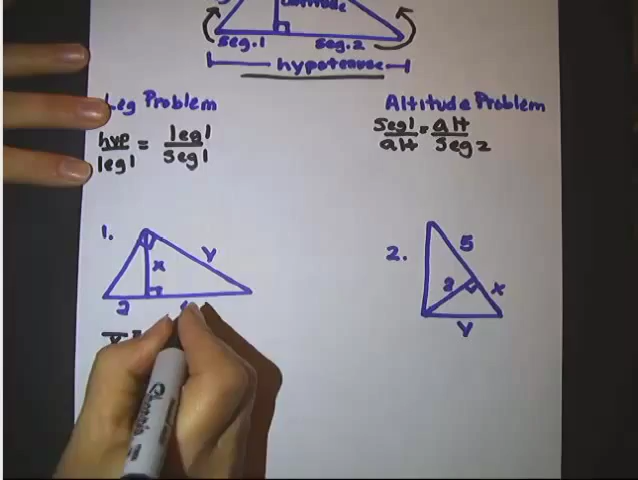 altitude
seg.1 seg.2
hypotenuse
Leg Problem
hyp/leg1 = leg1/seg1
Altitude Problem
seg1/alt = alt/seg2
1.
x
y
2
2.
5
x
y